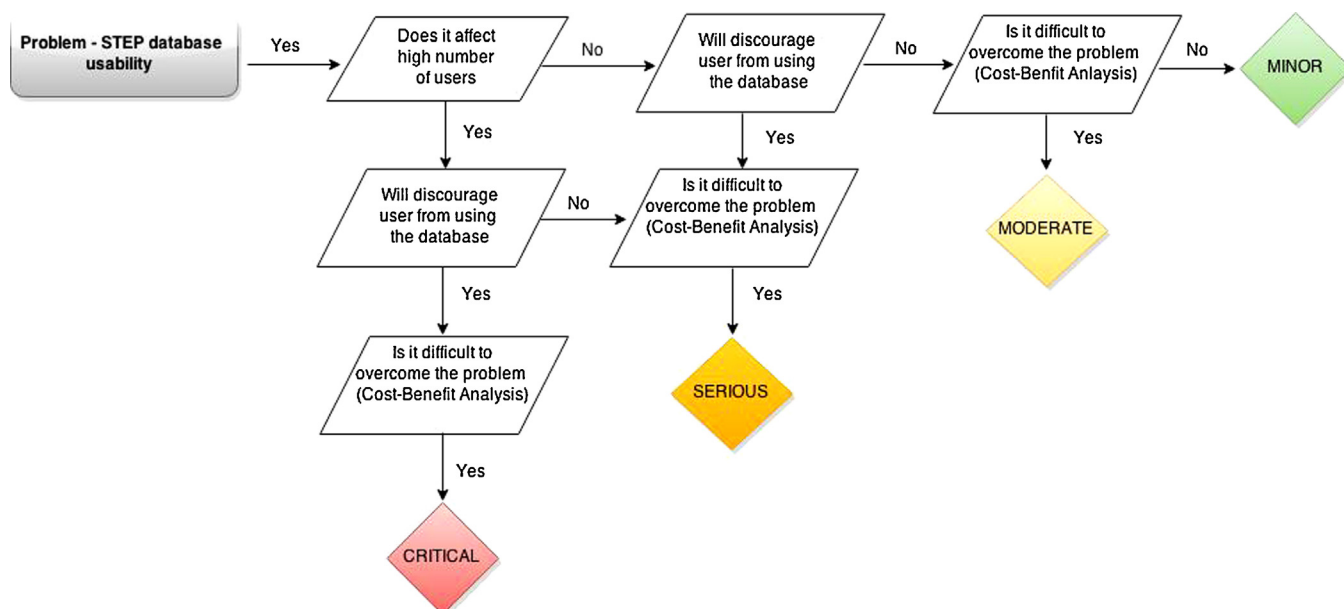 Problem - STEP database
usability
Yes
Does it affect
high number
of users
No
Will discourage
user from using
the database
No
Is it difficult to
overcome the problem
(Cost-Benfit Anlaysis)
No
MINOR
Yes
Yes
Yes
Will discourage
user from using
the database
No
Is it difficult to
overcome the problem
(Cost-Benefit Analysis)
MODERATE
Yes
Yes
Is it difficult to
overcome the problem
(Cost-Benefit Analysis)
SERIOUS
Yes
CRITICAL